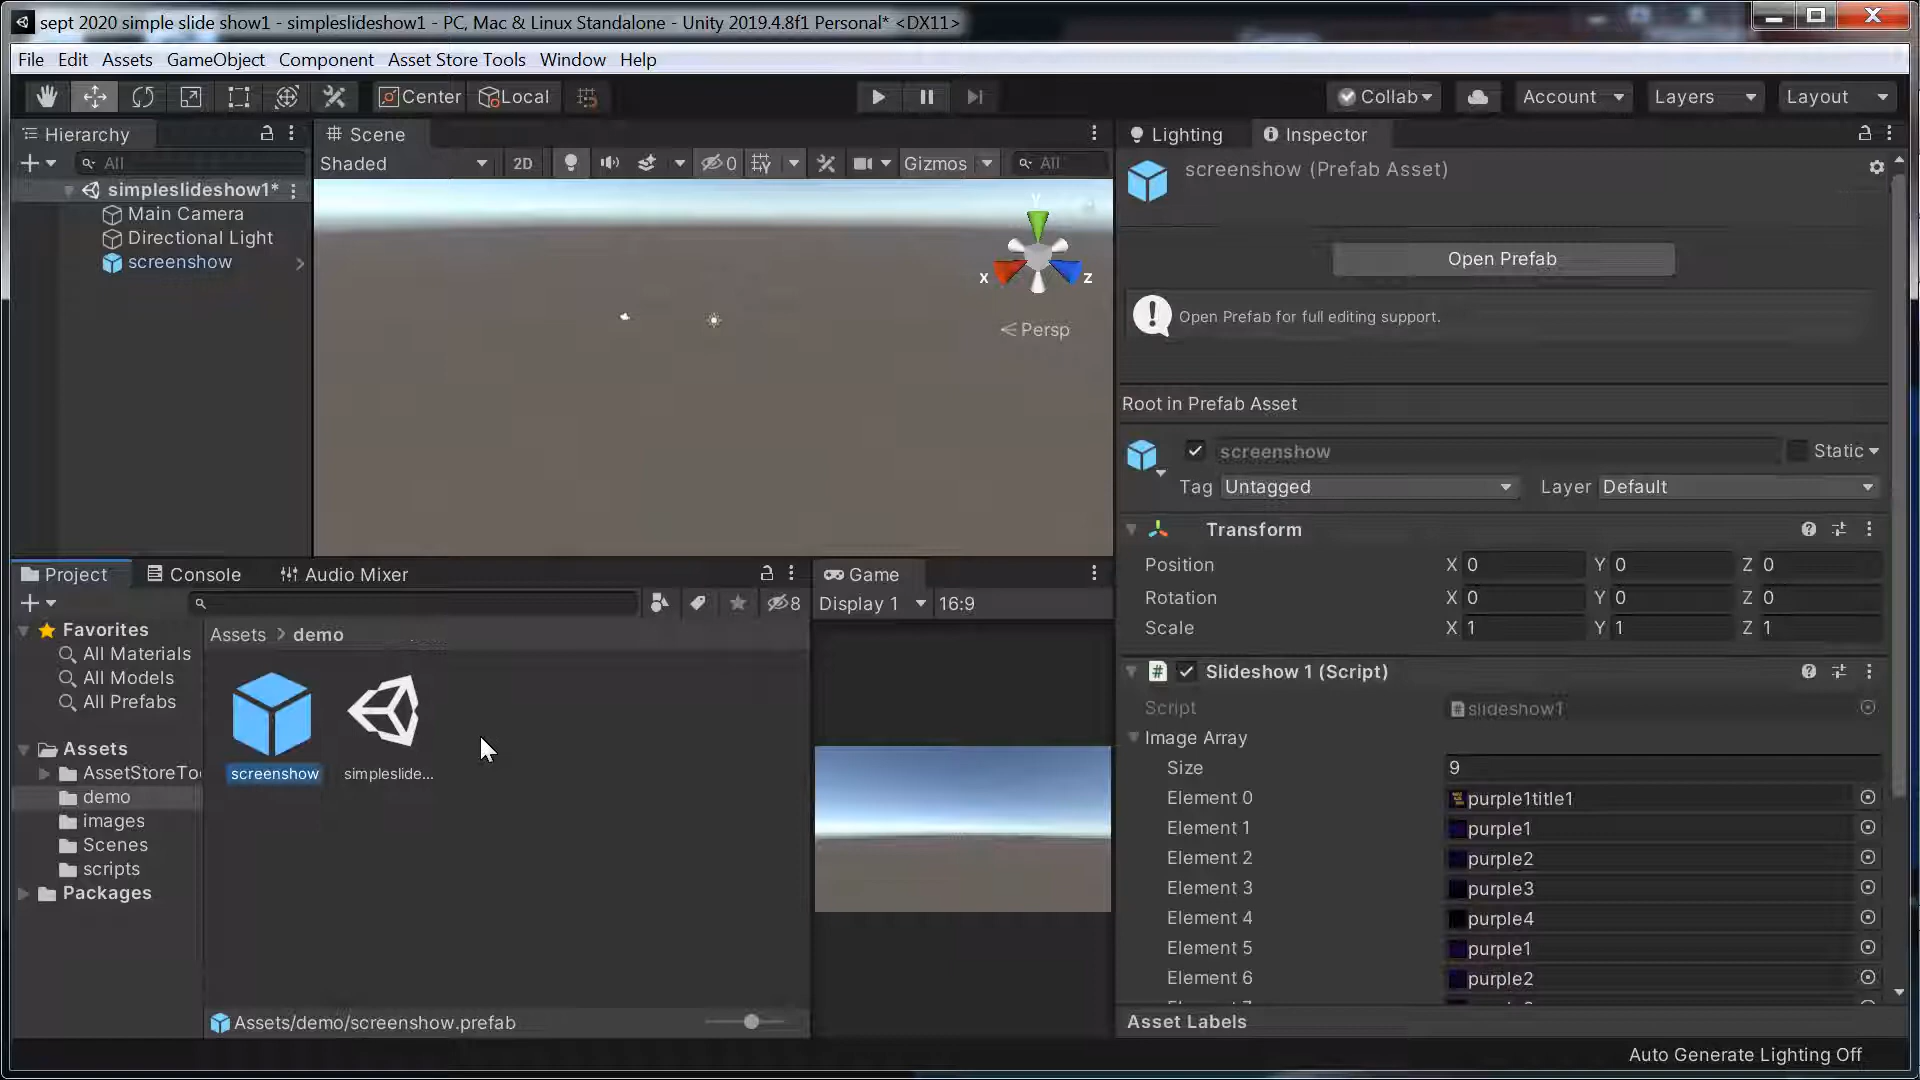 sept 2020 simple slide show1 - simpleslideshow1 - PC, Mac & Linux Standalone - Unity 2019.4.8f1 Personal* <DX11>
File Edit Assets GameObject Component Asset Store Tools Window Help
Center Local Collab Account Layers Layout
Hierarchy
All
simpleslideshow1*
Main Camera
Directional Light
screenshow
Scene
Shaded 2D 0 Gizmos All
Y
X Z
Persp
Lighting Inspector
screenshow (Prefab Asset)
Open Prefab
Open Prefab for full editing support.
Root in Prefab Asset
screenshow Static
Tag Untagged Layer Default
Transform
Position X 0 Y 0 Z 0
Rotation X 0 Y 0 Z 0
Scale X 1 Y 1 Z 1
Slideshow 1 (Script)
Script slideshow1
Image Array
Size 9
Element 0 purple1title1
Element 1 purple1
Element 2 purple2
Element 3 purple3
Element 4 purple4
Element 5 purple1
Element 6 purple2
Asset Labels
Project Console Audio Mixer
8
Favorites
All Materials
All Models
All Prefabs
Assets
AssetStoreToo
demo
images
Scenes
scripts
Packages
Assets > demo
screenshow simpleslide...
Assets/demo/screenshow.prefab
Game
Display 1 16:9
Auto Generate Lighting Off